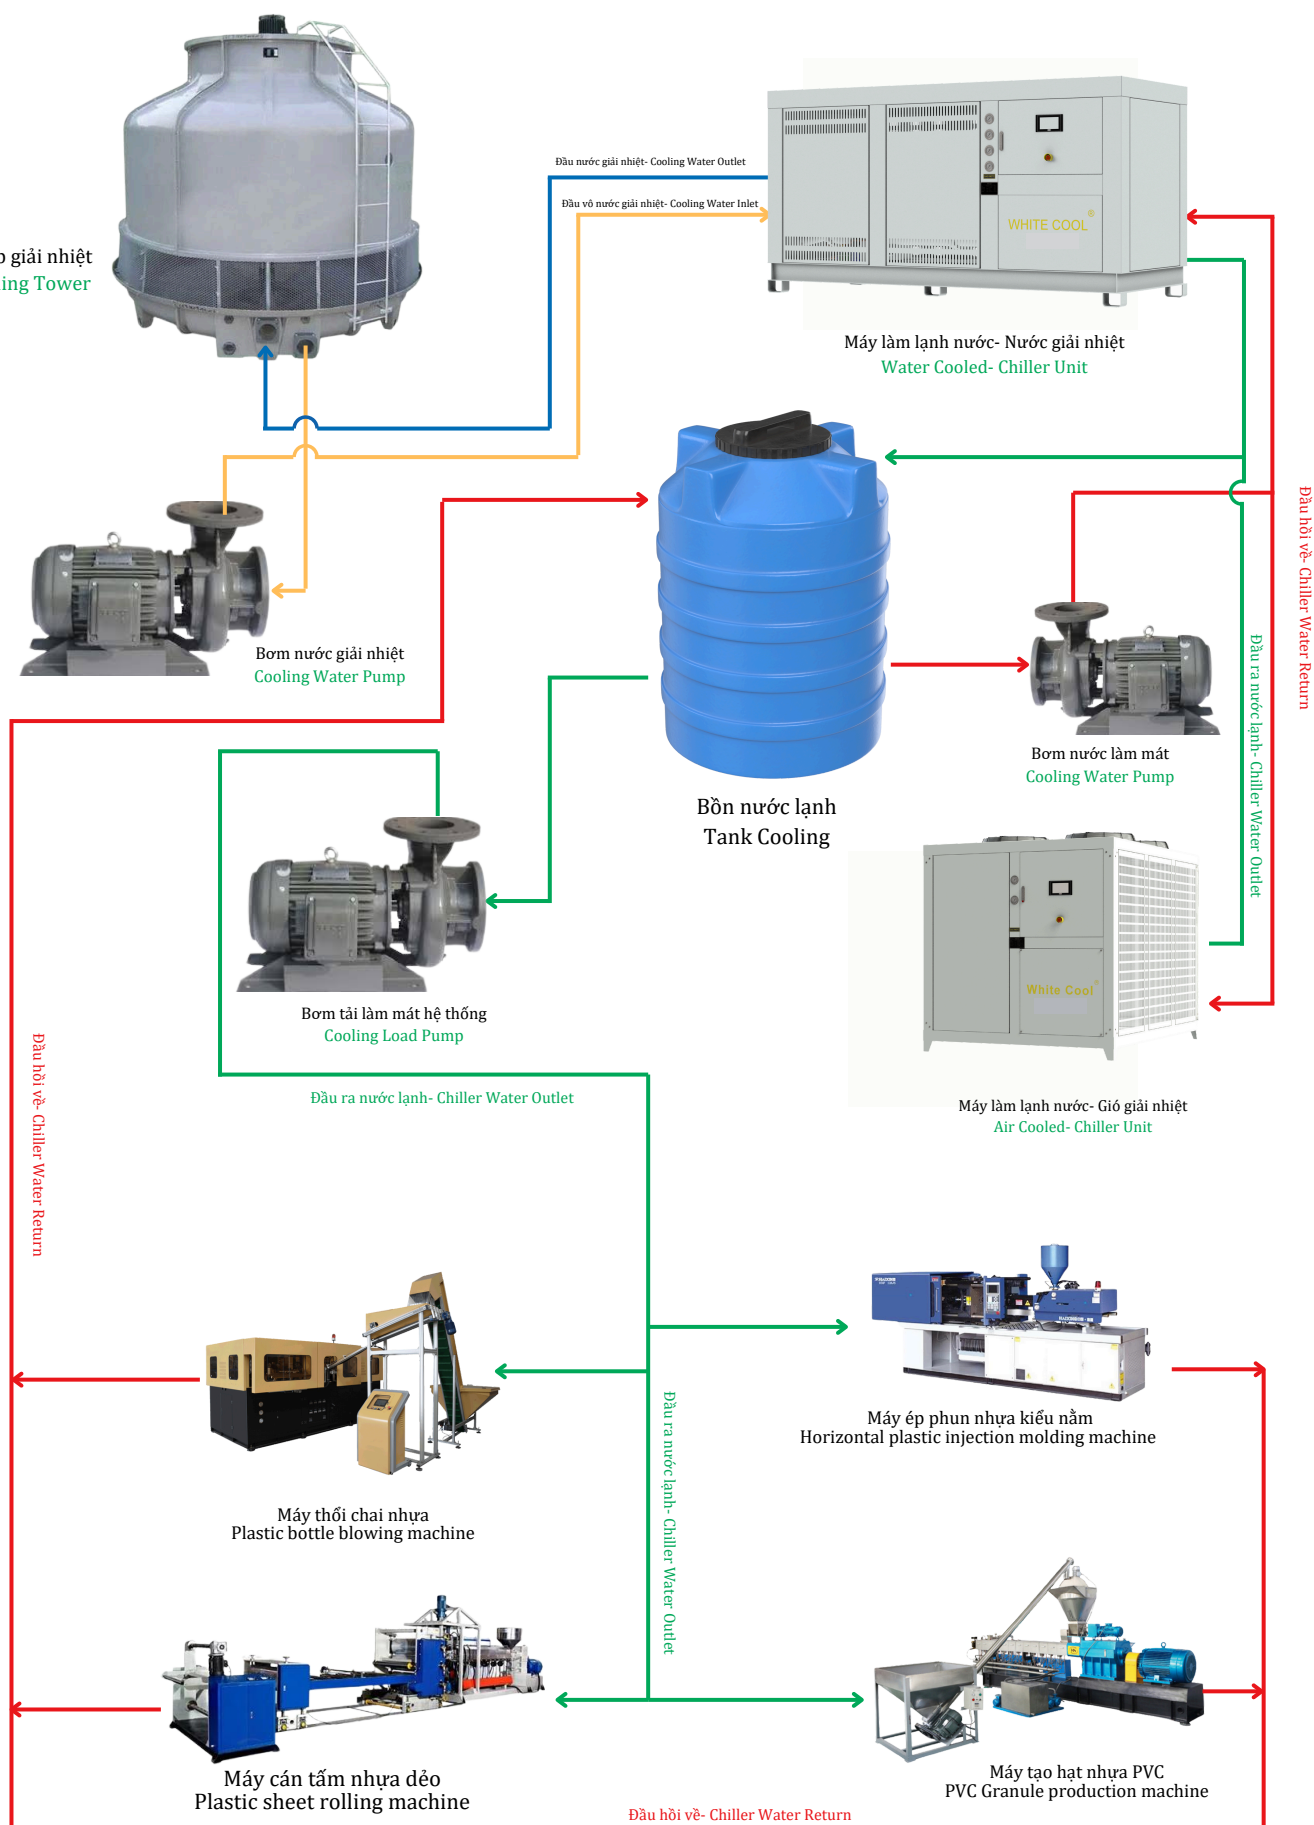 Đầu nước giải nhiệt- Cooling Water Outlet
Đầu vô nước giải nhiệt- Cooling Water Inlet
WHITE COOL®
giải nhiệt
ing Tower
Máy làm lạnh nước- Nước giải nhiệt
Water Cooled- Chiller Unit
Đầu hồi về- Chiller Water Return
Bơm nước giải nhiệt
Cooling Water Pump
Đầu ra nước lạnh- Chiller Water Outlet
Bơm nước làm mát
Cooling Water Pump
Bồn nước lạnh
Tank Cooling
White Cool®
Bơm tải làm mát hệ thống
Cooling Load Pump
Đầu hồi về- Chiller Water Return
Đầu ra nước lạnh- Chiller Water Outlet
Máy làm lạnh nước- Gió giải nhiệt
Air Cooled- Chiller Unit
Máy ép phun nhựa kiểu nằm
Horizontal plastic injection molding machine
Đầu ra nước lạnh- Chiller Water Outlet
Máy thổi chai nhựa
Plastic bottle blowing machine
Máy cán tấm nhựa dẻo
Plastic sheet rolling machine
Máy tạo hạt nhựa PVC
PVC Granule production machine
Đầu hồi về- Chiller Water Return